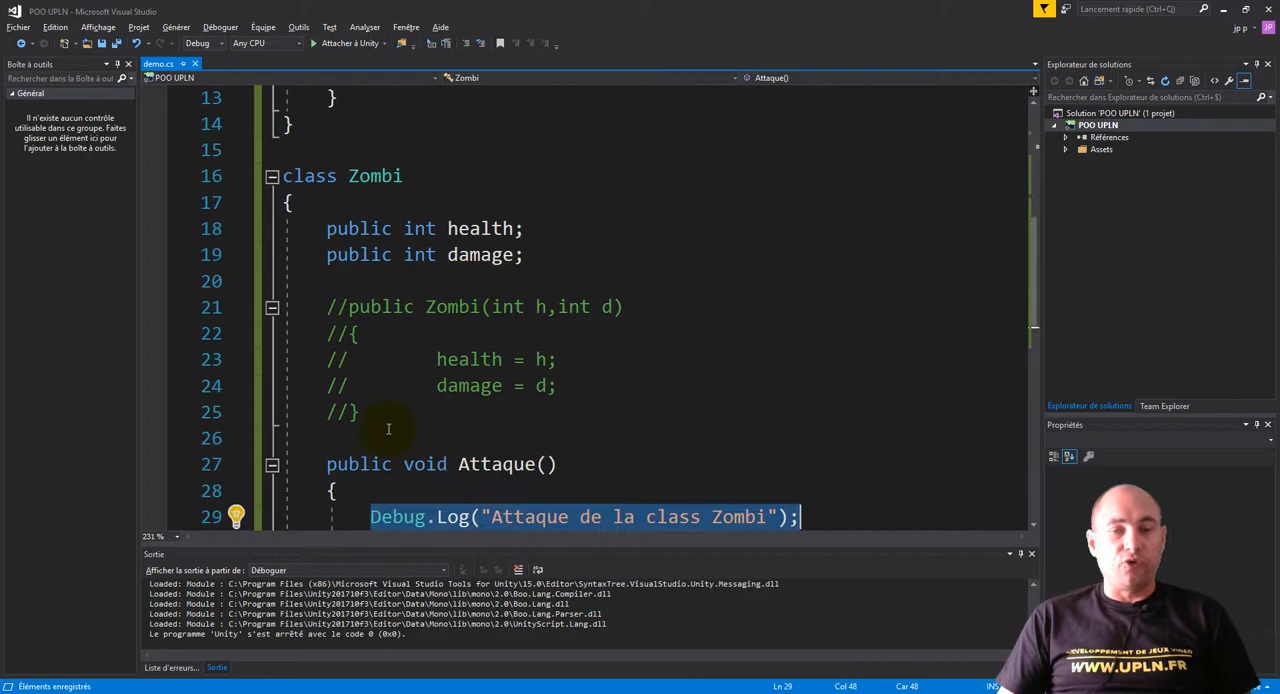 POO UPLN - Microsoft Visual Studio
Lancement rapide (Ctrl+Q)
Fichier Edition Affichage Projet Générer Déboguer Équipe Outils Test Analyser Fenêtre Aide
jp p
JP
Debug Any CPU Attacher à Unity
Boîte à outils
Rechercher dans la Boîte à outils
Général
Il n'existe aucun contrôle
utilisable dans ce groupe. Faites
glisser un élément ici pour
l'ajouter à la boîte à outils.
demo.cs
POO UPLN Zombi Attaque()
13 }
14 }
15
16 class Zombi
17 {
18 public int health;
19 public int damage;
20
21 //public Zombi(int h,int d)
22 //{
23 // health = h;
24 // damage = d;
25 //}
26
27 public void Attaque()
28 {
29 Debug.Log("Attaque de la class Zombi");
231 %
Sortie
Afficher la sortie à partir de : Déboguer
Loaded: Module : C:\Program Files (x86)\Microsoft Visual Studio Tools for Unity\15.0\Editor\SyntaxTree.VisualStudio.Unity.Messaging.dll
Loaded: Module : C:\Program Files\Unity201710f3\Editor\Data\Mono\lib\mono\2.0\Boo.Lang.Compiler.dll
Loaded: Module : C:\Program Files\Unity201710f3\Editor\Data\Mono\lib\mono\2.0\Boo.Lang.dll
Loaded: Module : C:\Program Files\Unity201710f3\Editor\Data\Mono\lib\mono\2.0\Boo.Lang.Parser.dll
Loaded: Module : C:\Program Files\Unity201710f3\Editor\Data\Mono\lib\mono\2.0\UnityScript.Lang.dll
Le programme 'Unity' s'est arrêté avec le code 0 (0x0).
Liste d'erreurs... Sortie
Éléments enregistrés
Ln 29 Col 48 Car 48 INS
Explorateur de solutions
Rechercher dans Explorateur de solutions (Ctrl+$)
Solution 'POO UPLN' (1 projet)
POO UPLN
Références
Assets
Explorateur de solutions Team Explorer
Propriétés
DEVELOPPEMENT DE JEUX VIDEO
WWW.UPLN.FR